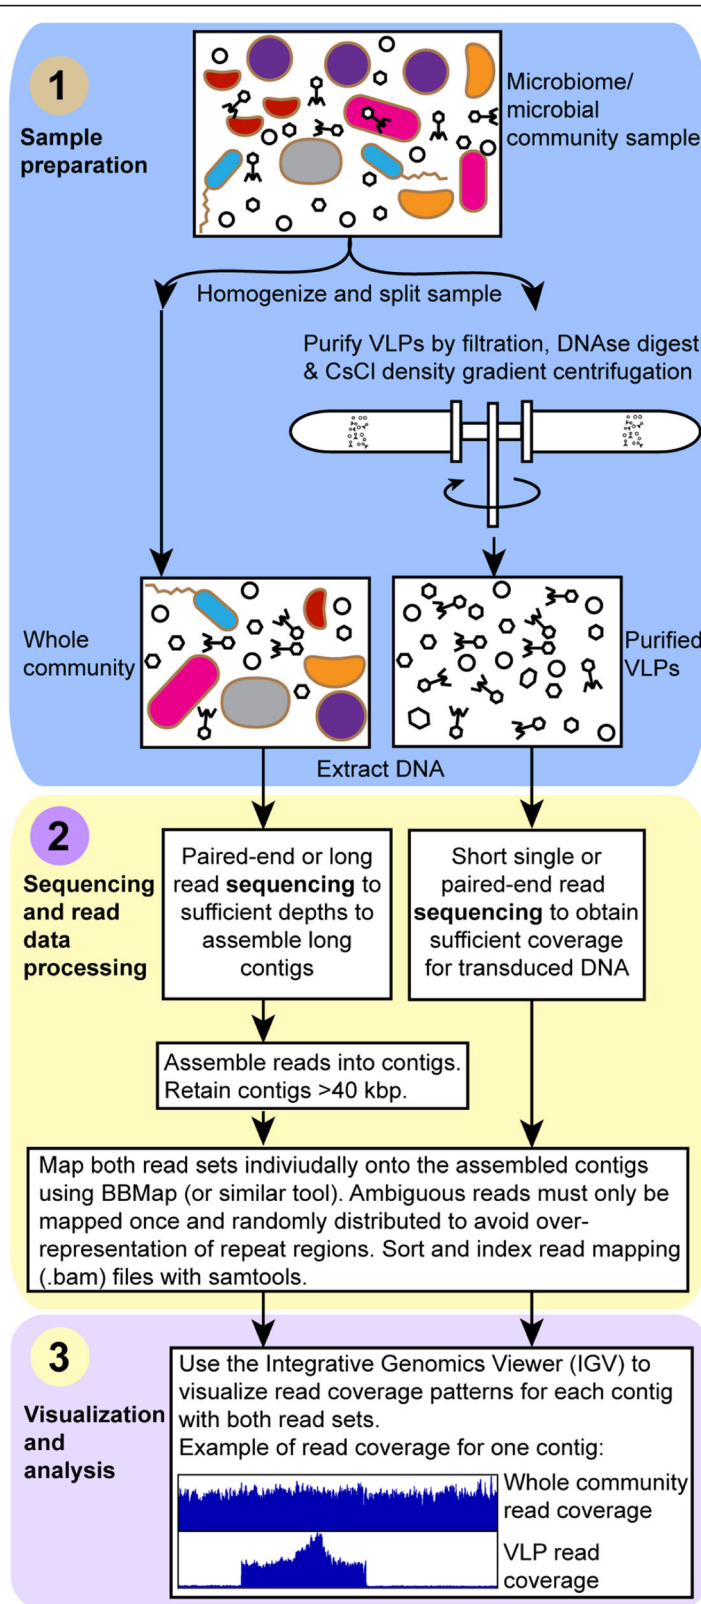 1
Sample
preparation
Microbiome/
microbial
community sample
Homogenize and split sample
Purify VLPs by filtration, DNAse digest
& CsCl density gradient centrifugation
Whole
community
Purified
VLPs
Extract DNA
2
Sequencing
and read
data
processing
Paired-end or long
read sequencing to
sufficient depths to
assemble long
contigs
Short single or
paired-end read
sequencing to obtain
sufficient coverage
for transduced DNA
Assemble reads into contigs.
Retain contigs >40 kbp.
Map both read sets indiviudally onto the assembled contigs
using BBMap (or similar tool). Ambiguous reads must only be
mapped once and randomly distributed to avoid over-
representation of repeat regions. Sort and index read mapping
(.bam) files with samtools.
3
Visualization
and
analysis
Use the Integrative Genomics Viewer (IGV) to
visualize read coverage patterns for each contig
with both read sets.
Example of read coverage for one contig:
Whole community
read coverage
VLP read
coverage